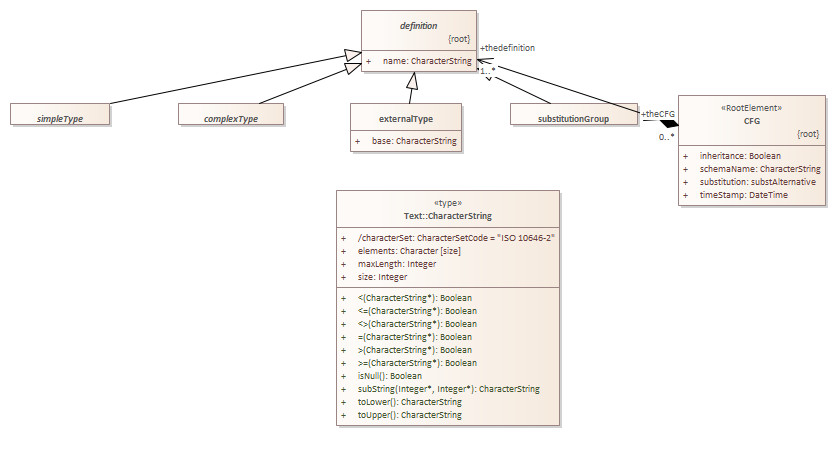 definition
{root}
+ name: CharacterString
+thedefinition
1..*
simpleType
complexType
externalType
+ base: CharacterString
substitutionGroup
+theCFG
0..*
«RootElement»
CFG
{root}
+ inheritance: Boolean
+ schemaName: CharacterString
+ substitution: substAlternative
+ timeStamp: DateTime
«type»
Text::CharacterString
+ /characterSet: CharacterSetCode = "ISO 10646-2"
+ elements: Character [size]
+ maxLength: Integer
+ size: Integer
+ <(CharacterString*): Boolean
+ <=(CharacterString*): Boolean
+ <>(CharacterString*): Boolean
+ =(CharacterString*): Boolean
+ >(CharacterString*): Boolean
+ >=(CharacterString*): Boolean
+ isNull(): Boolean
+ subString(Integer*, Integer*): CharacterString
+ toLower(): CharacterString
+ toUpper(): CharacterString